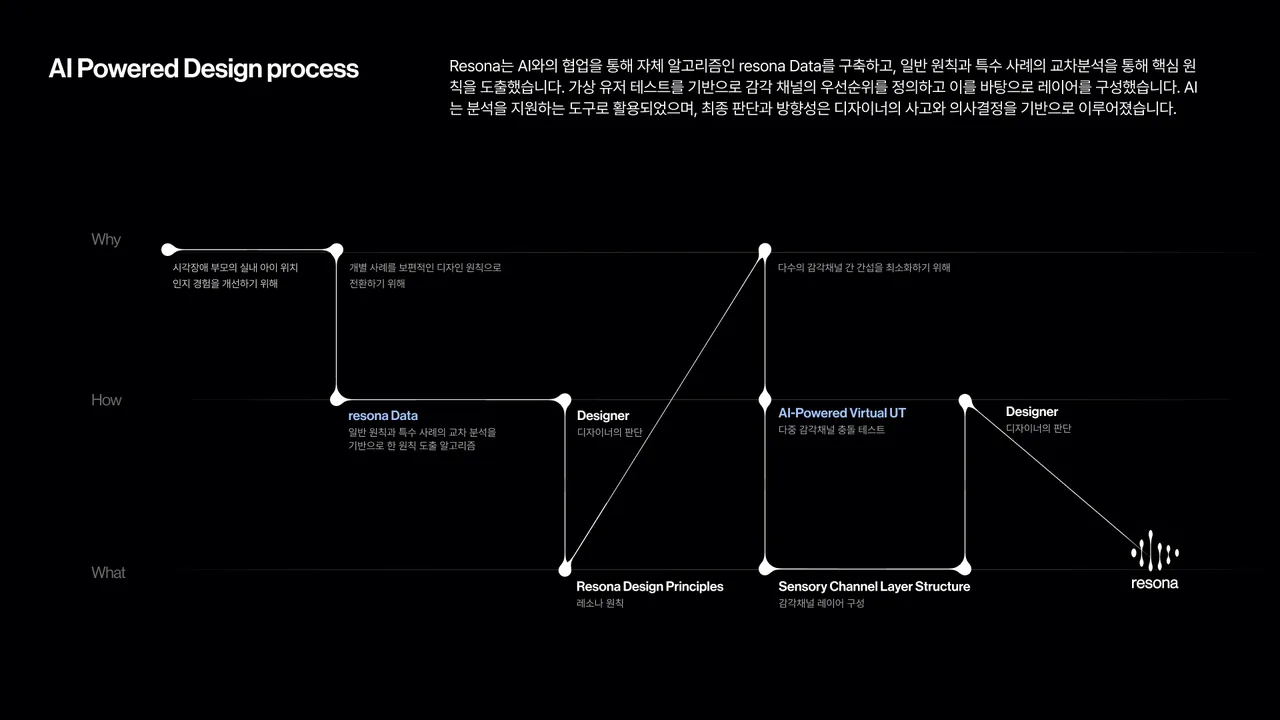 AI Powered Design process
Resona는 AI와의 협업을 통해 자체 알고리즘인 resona Data를 구축하고, 일반 원칙과 특수 사례의 교차분석을 통해 핵심 원
칙을 도출했습니다. 가상 유저 테스트를 기반으로 감각 채널의 우선순위를 정의하고 이를 바탕으로 레이어를 구성했습니다. AI
는 분석을 지원하는 도구로 활용되었으며, 최종 판단과 방향성은 디자이너의 사고와 의사결정을 기반으로 이루어졌습니다.
Why
시각장애 부모의 실내 아이 위치
인지 경험을 개선하기 위해
개별 사례를 보편적인 디자인 원칙으로
전환하기 위해
다수의 감각채널 간 간섭을 최소화하기 위해
How
resona Data
일반 원칙과 특수 사례의 교차 분석을
기반으로 한 원칙 도출 알고리즘
Designer
디자이너의 판단
AI-Powered Virtual UT
다중 감각채널 충돌 테스트
Designer
디자이너의 판단
What
Resona Design Principles
레소나 원칙
Sensory Channel Layer Structure
감각채널 레이어 구성
resona